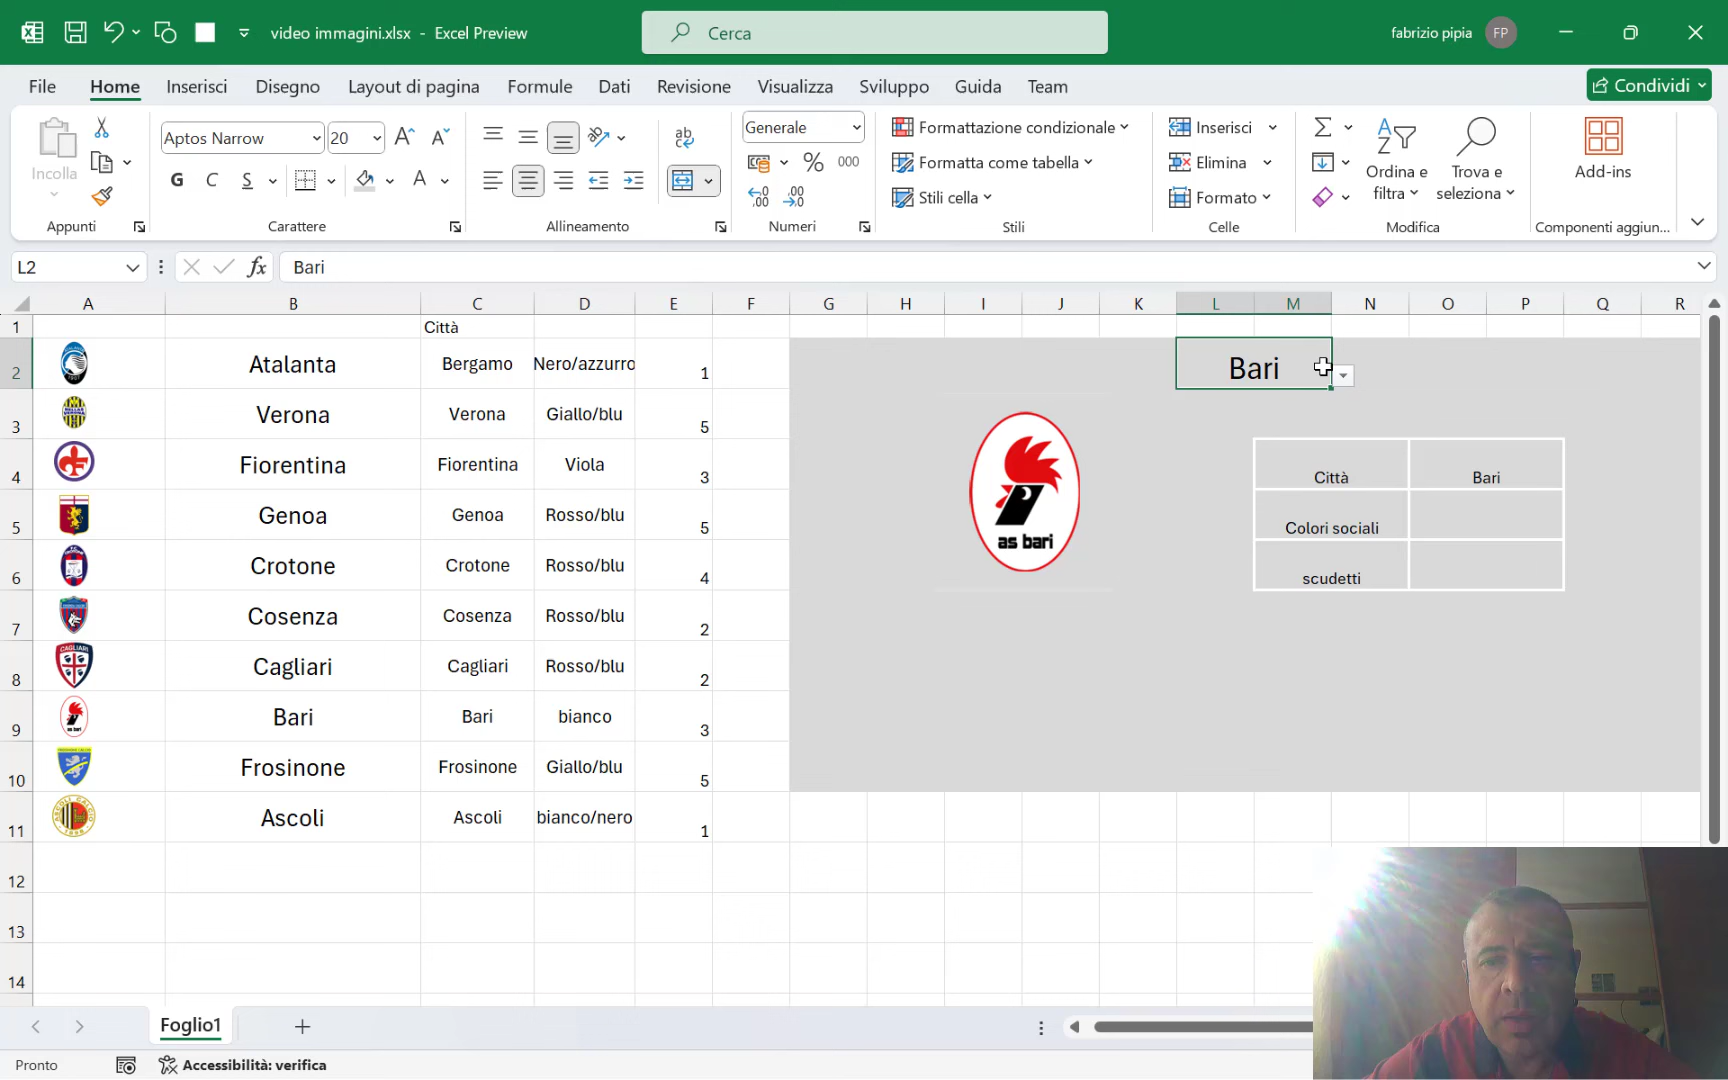 video immagini.xlsx - Excel Preview
Cerca
fabrizio pipia FP
File Home Inserisci Disegno Layout di pagina Formule Dati Revisione Visualizza Sviluppo Guida Team
Condividi
Incolla
Appunti
Aptos Narrow 20
G C S
Carattere
ab
Allineamento
Generale
% 000
Numeri
Formattazione condizionale
Formatta come tabella
Stili cella
Stili
Inserisci
Elimina
Formato
Celle
Ordina e filtra
Trova e seleziona
Modifica
Add-ins
Componenti aggiun...
L2 fx Bari
A B C D E F G H I J K L M N O P Q R
1 Città
2 Atalanta Bergamo Nero/azzurro 1
3 Verona Verona Giallo/blu 5
4 Fiorentina Fiorentina Viola 3
5 Genoa Genoa Rosso/blu 5
6 Crotone Crotone Rosso/blu 4
7 Cosenza Cosenza Rosso/blu 2
8 Cagliari Cagliari Rosso/blu 2
9 Bari Bari bianco 3
10 Frosinone Frosinone Giallo/blu 5
11 Ascoli Ascoli bianco/nero 1
12
13
14
Bari
as bari
Città Bari
Colori sociali
scudetti
Foglio1
Pronto
Accessibilità: verifica